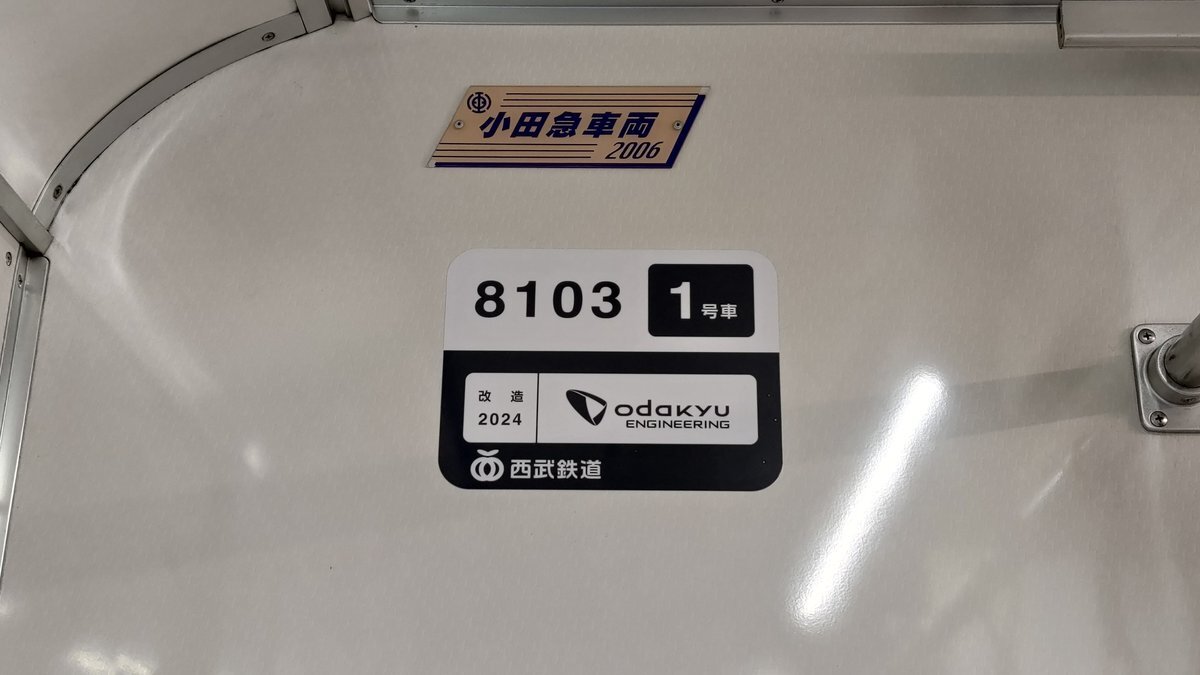 小田急車両
2006
8103 1号車
改造
2024
ODAKYU
ENGINEERING
西武鉄道